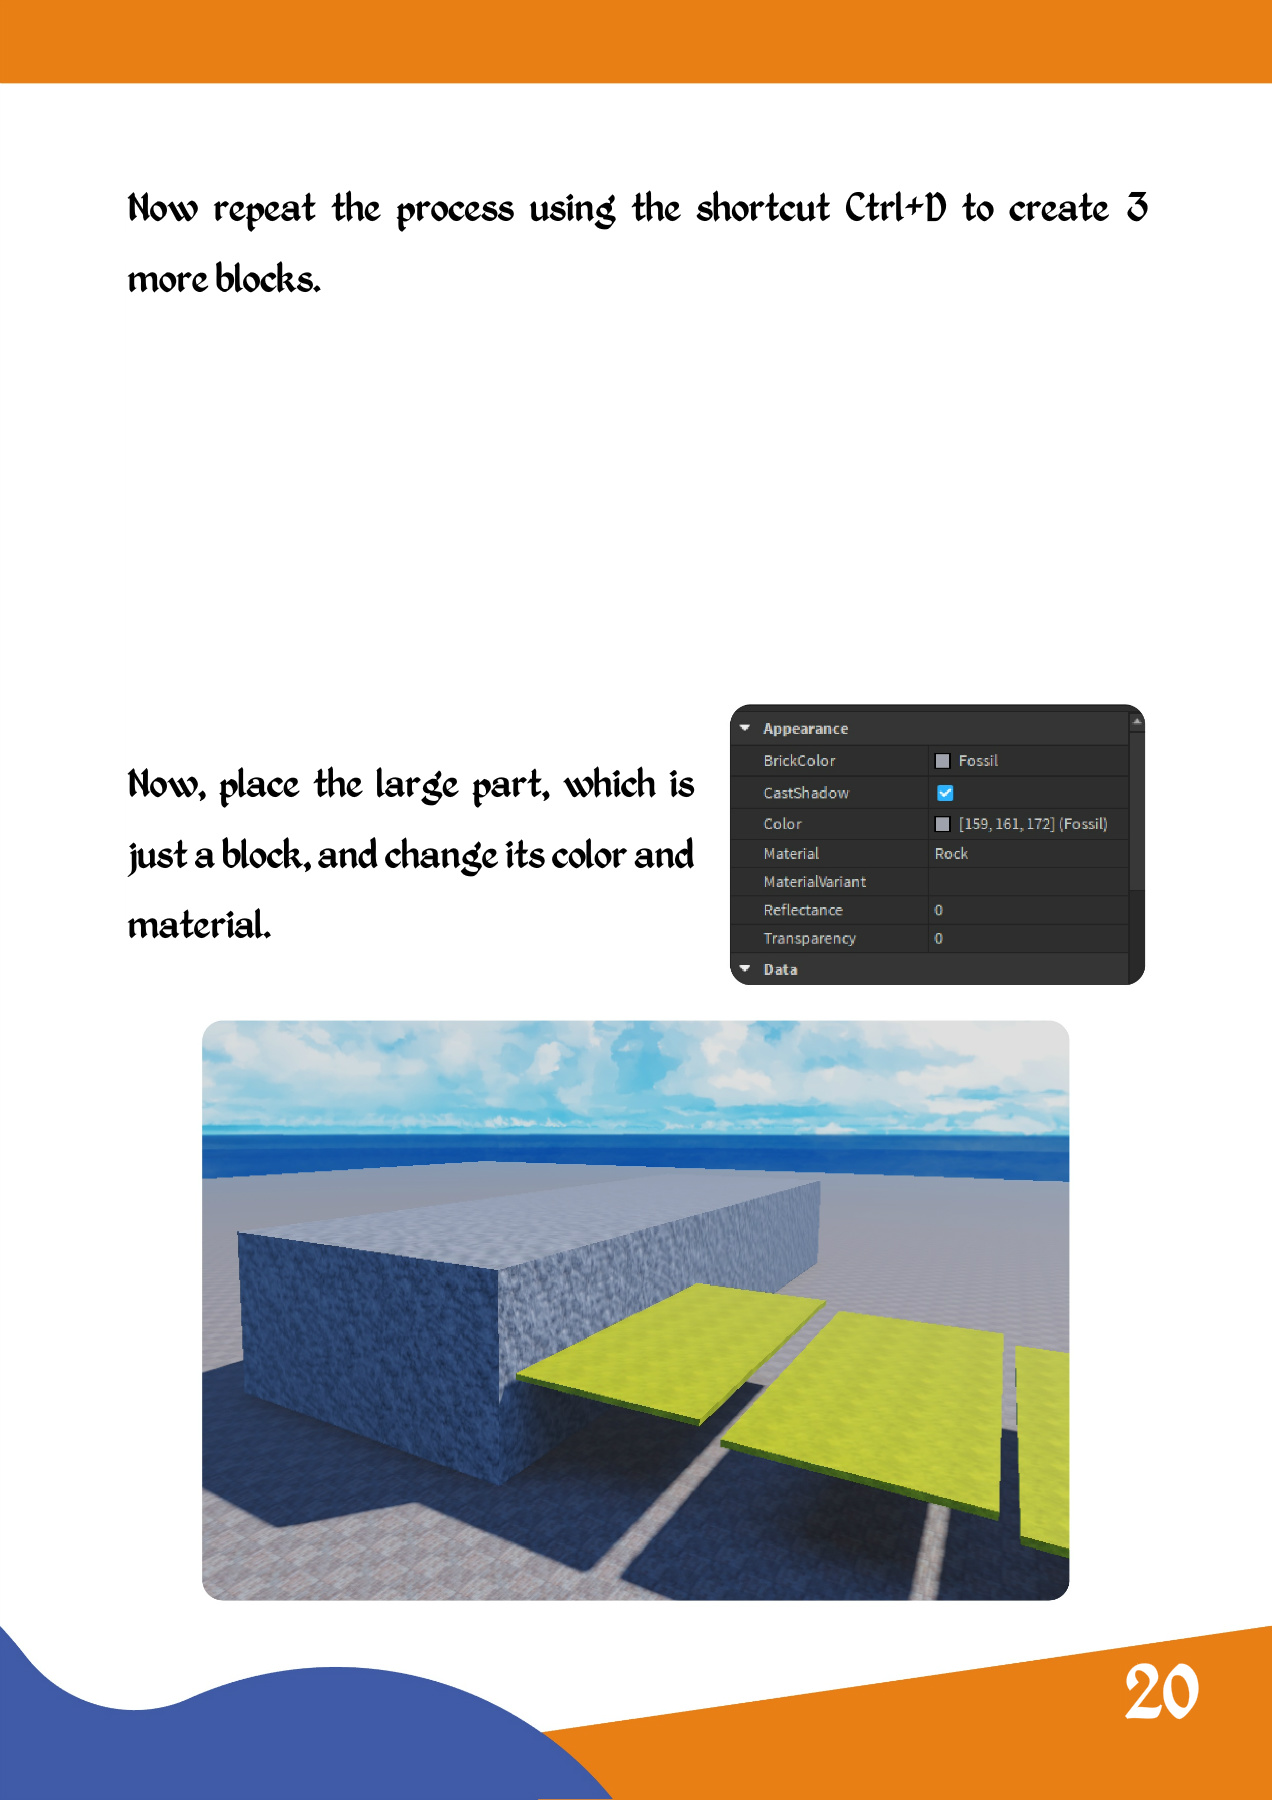 Now repeat the process using the shortcut Ctrl+D to create 3
more blocks.
Now, place the large part, which is
just a block, and change its color and
material.
Appearance
BrickColor Fossil
CastShadow
Color [159, 161, 172] (Fossil)
Material Rock
MaterialVariant
Reflectance 0
Transparency 0
Data
20